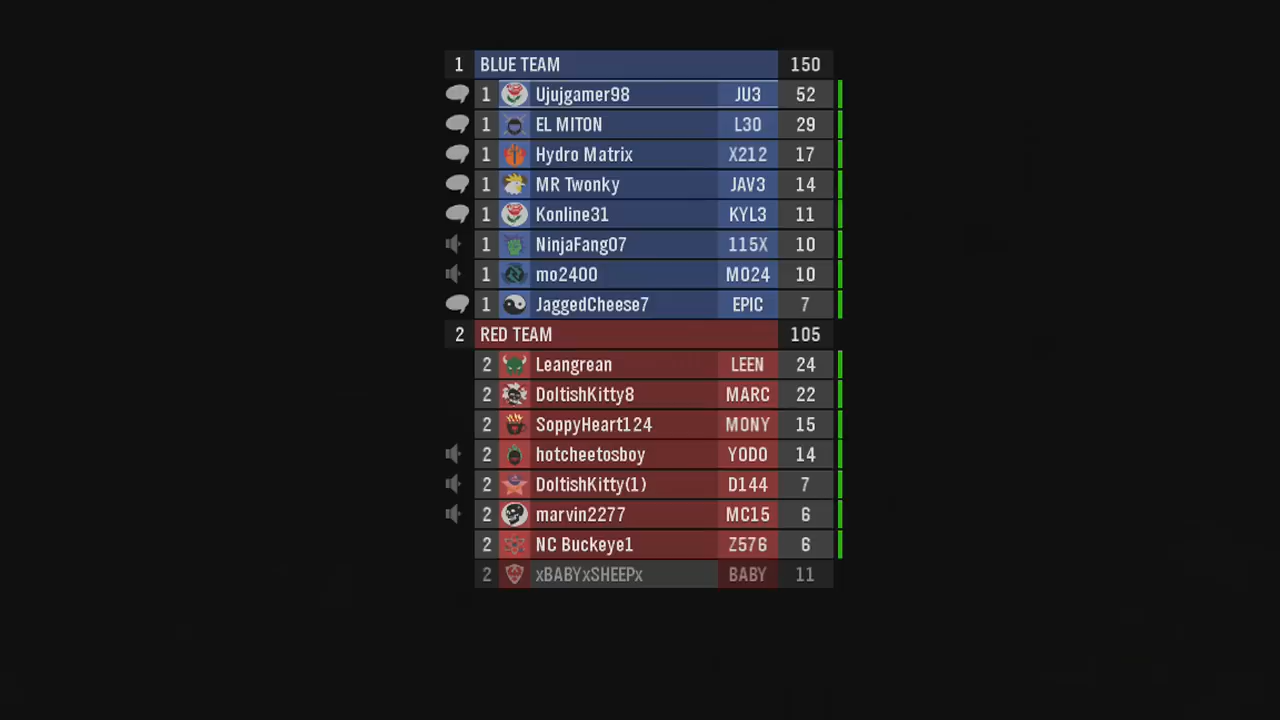 1 BLUE TEAM 150
1 Ujujgamer98 JU3 52
1 EL MITON L30 29
1 Hydro Matrix X212 17
1 MR Twonky JAV3 14
1 Konline31 KYL3 11
1 NinjaFang07 115X 10
1 mo2400 MO24 10
1 JaggedCheese7 EPIC 7
2 RED TEAM 105
2 Leangrean LEEN 24
2 DoltishKitty8 MARC 22
2 SoppyHeart124 MONY 15
2 hotcheetosboy YODO 14
2 DoltishKitty(1) D144 7
2 marvin2277 MC15 6
2 NC Buckeye1 Z576 6
2 xBABYxSHEEPx BABY 11